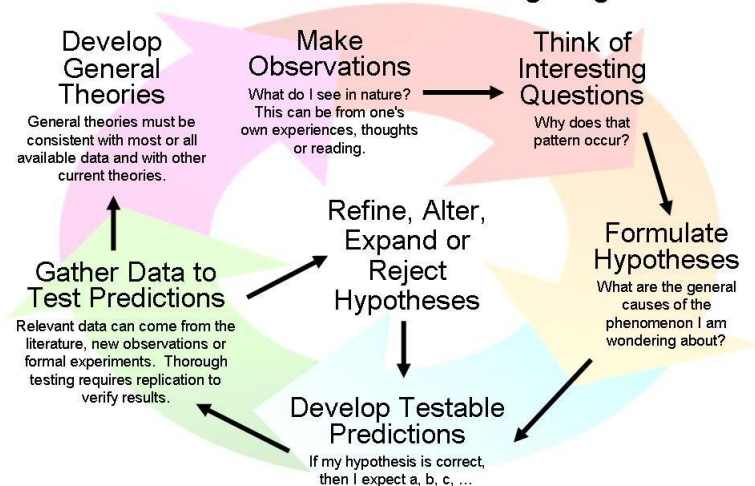 Make
Observations
What do I see in nature?
This can be from one's
own experiences, thoughts
or reading.
Think of
Interesting
Questions
Why does that
pattern occur?
Formulate
Hypotheses
What are the general
causes of the
phenomenon I am
wondering about?
Develop Testable
Predictions
If my hypothesis is correct,
then I expect a, b, c, ...
Gather Data to
Test Predictions
Relevant data can come from the
literature, new observations or
formal experiments. Thorough
testing requires replication to
verify results.
Refine, Alter,
Expand or
Reject
Hypotheses
Develop
General
Theories
General theories must be
consistent with most or all
available data and with other
current theories.